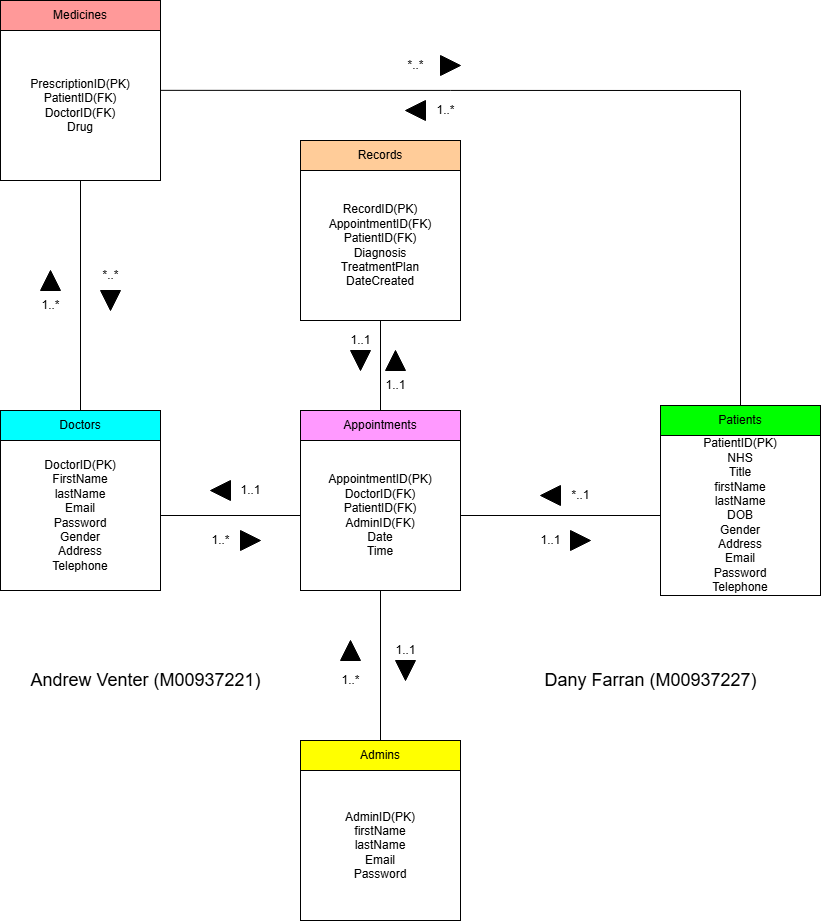 Medicines
PrescriptionID(PK)
PatientID(FK)
DoctorID(FK)
Drug
*..*
1..*
Records
RecordID(PK)
AppointmentID(FK)
PatientID(FK)
Diagnosis
TreatmentPlan
DateCreated
1..*
*..*
1..1
1..1
Doctors
DoctorID(PK)
FirstName
lastName
Email
Password
Gender
Address
Telephone
1..1
1..*
Appointments
AppointmentID(PK)
DoctorID(FK)
PatientID(FK)
AdminID(FK)
Date
Time
*..1
1..1
Patients
PatientID(PK)
NHS
Title
firstName
lastName
DOB
Gender
Address
Email
Password
Telephone
1..1
1..*
Andrew Venter (M00937221)
Dany Farran (M00937227)
Admins
AdminID(PK)
firstName
lastName
Email
Password